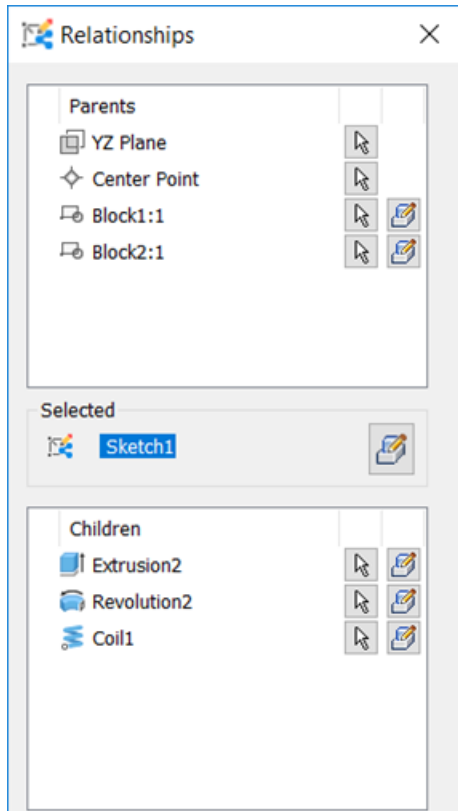 Relationships
Parents
YZ Plane
Center Point
Block1:1
Block2:1
Selected
Sketch1
Children
Extrusion2
Revolution2
Coil1